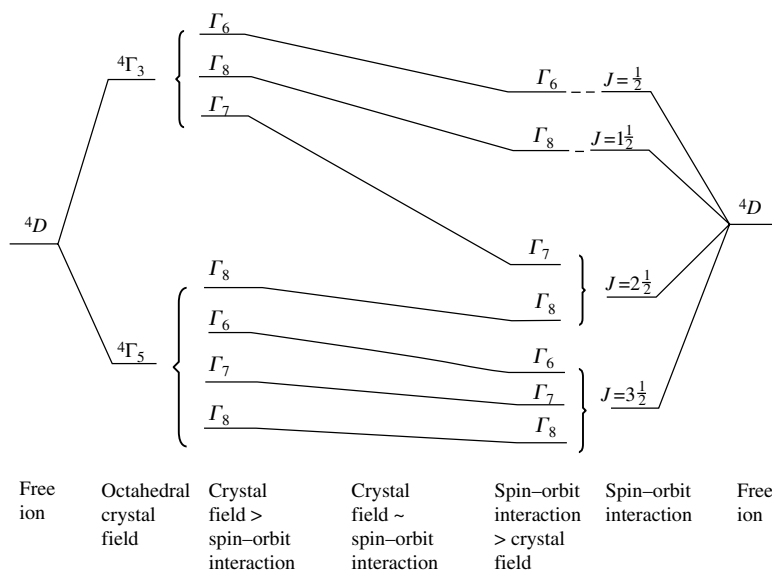 Γ₆
⁴Γ₃
Γ₈
Γ₆
J = ½
Γ₇
Γ₈
J=1½
⁴D
⁴D
Γ₇
Γ₈
J=2½
Γ₈
Γ₆
⁴Γ₅
Γ₆
Γ₇
Γ₇
J=3½
Γ₈
Γ₈
Free
ion
Octahedral
crystal
field
Crystal
field >
spin–orbit
interaction
Crystal
field ~
spin–orbit
interaction
Spin–orbit
interaction
> crystal
field
Spin–orbit
interaction
Free
ion